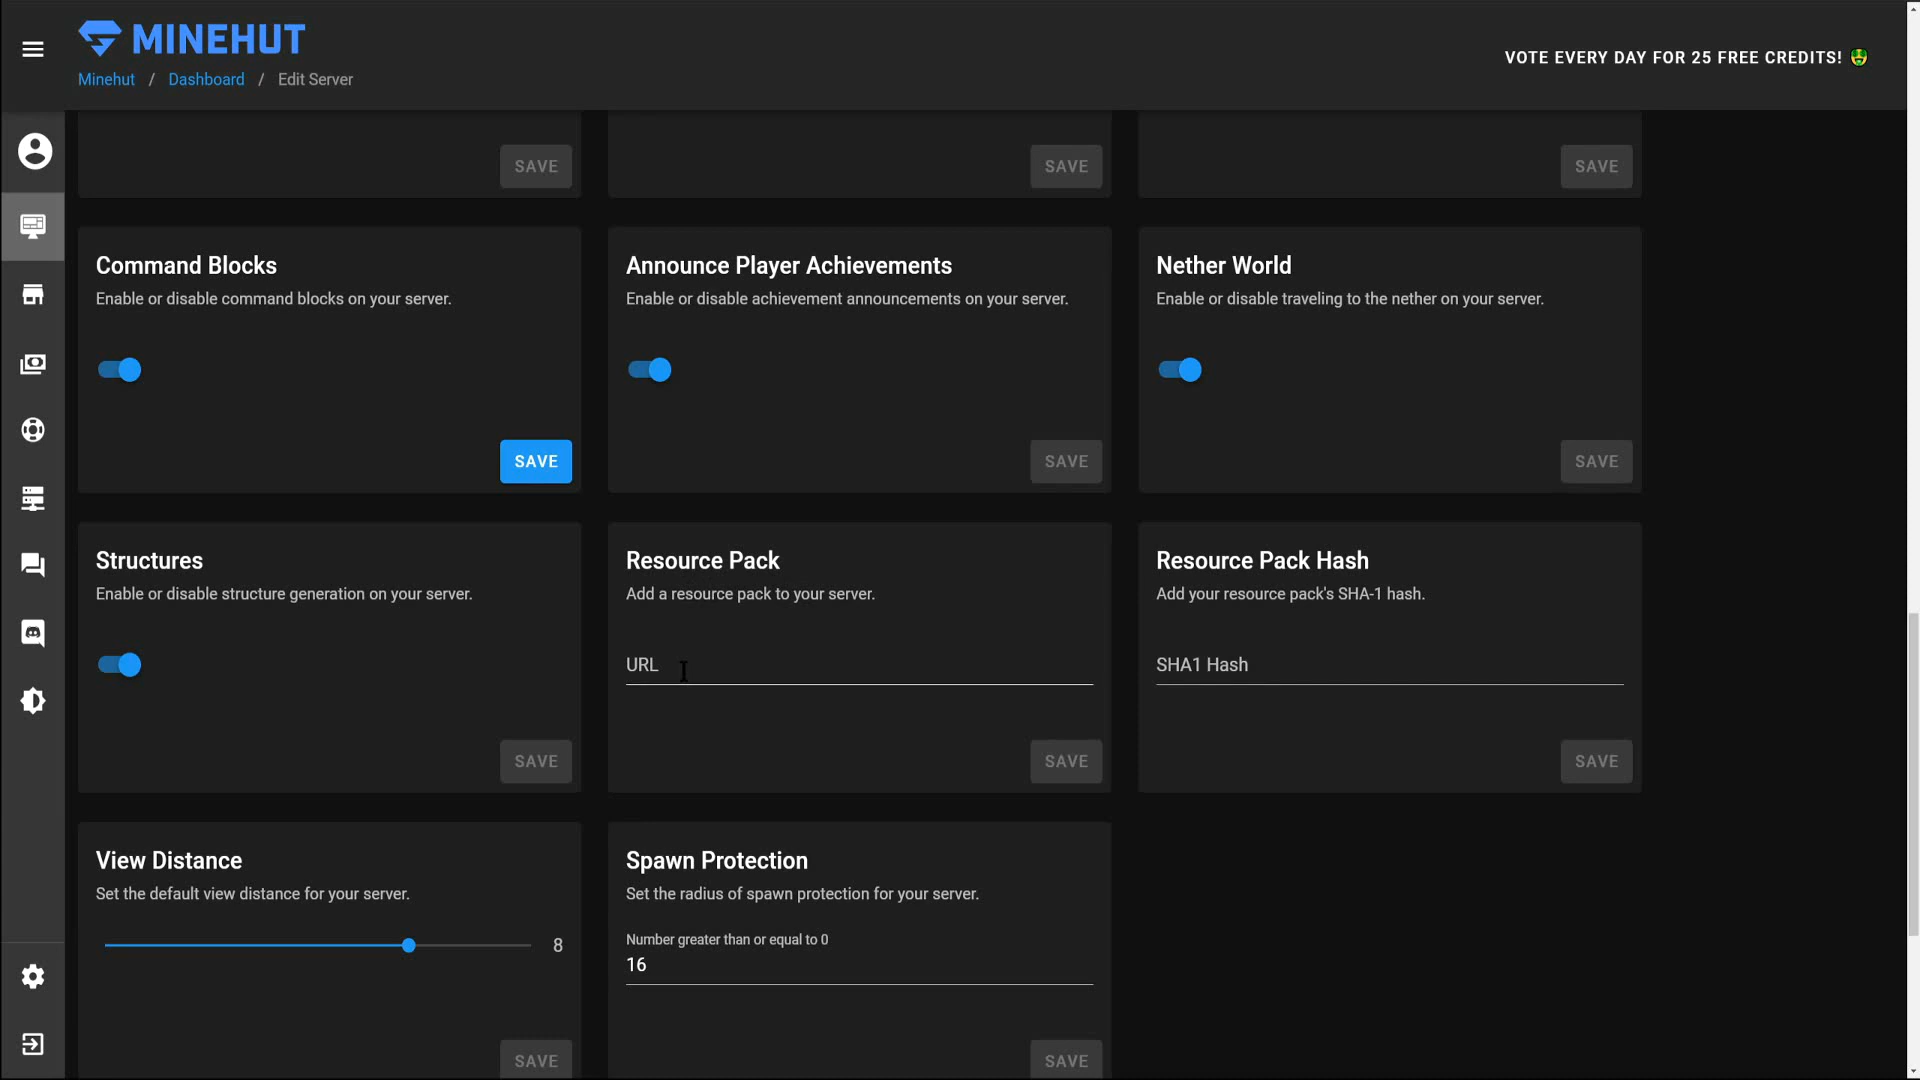 MINEHUT
Minehut / Dashboard / Edit Server
VOTE EVERY DAY FOR 25 FREE CREDITS!
SAVE
SAVE
SAVE
Command Blocks
Enable or disable command blocks on your server.
SAVE
Announce Player Achievements
Enable or disable achievement announcements on your server.
SAVE
Nether World
Enable or disable traveling to the nether on your server.
SAVE
Structures
Enable or disable structure generation on your server.
SAVE
Resource Pack
Add a resource pack to your server.
URL
SAVE
Resource Pack Hash
Add your resource pack's SHA-1 hash.
SHA1 Hash
SAVE
View Distance
Set the default view distance for your server.
8
SAVE
Spawn Protection
Set the radius of spawn protection for your server.
Number greater than or equal to 0
16
SAVE